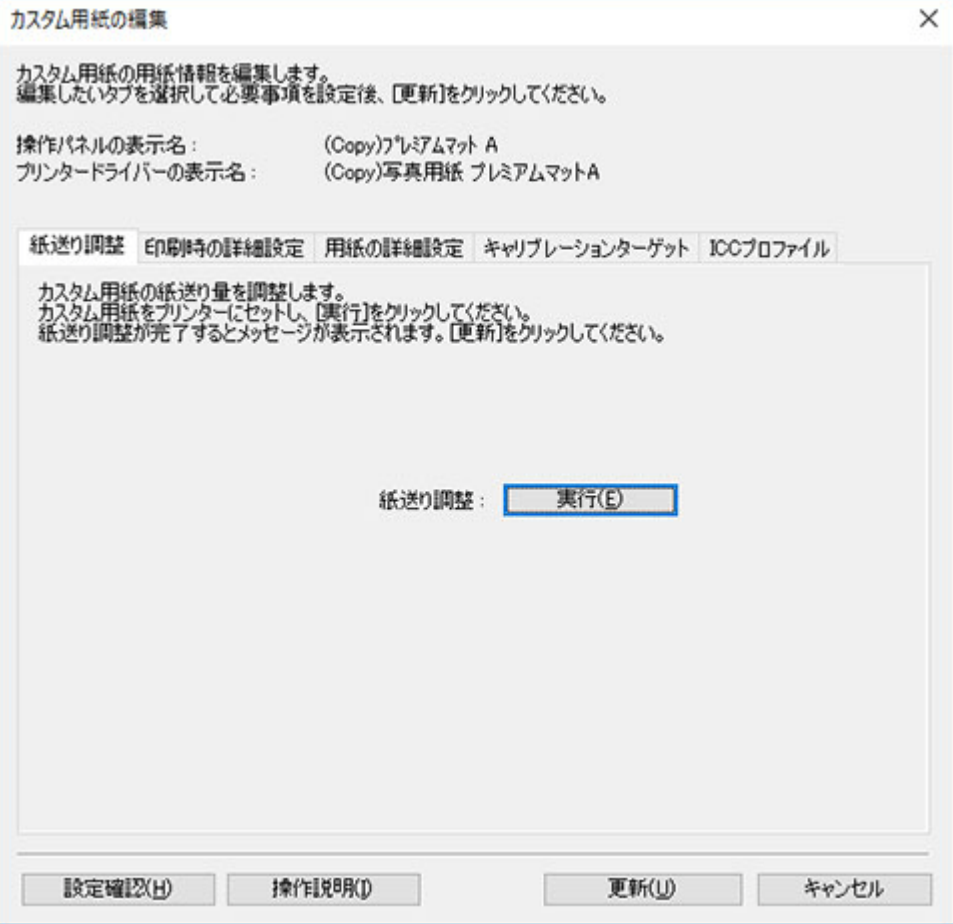 カスタム用紙の編集
カスタム用紙の用紙情報を編集します。
編集したいタブを選択して必要事項を設定後、[更新]をクリックしてください。
操作パネルの表示名： (Copy)ﾌﾟﾚﾐｱﾑﾏｯﾄ A
プリンタードライバーの表示名： (Copy)写真用紙 プレミアムマットA
紙送り調整 印刷時の詳細設定 用紙の詳細設定 キャリブレーションターゲット ICCプロファイル
カスタム用紙の紙送り量を調整します。
カスタム用紙をプリンターにセットし、[実行]をクリックしてください。
紙送り調整が完了するとメッセージが表示されます。[更新]をクリックしてください。
紙送り調整： 実行(E)
設定確認(H) 操作説明(I) 更新(U) キャンセル